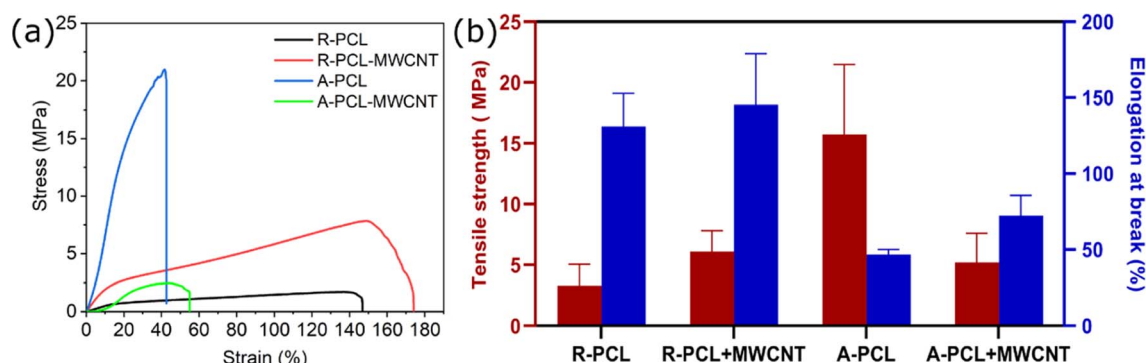 (a)
25
20
15
10
5
0
Stress (MPa)
R-PCL
R-PCL-MWCNT
A-PCL
A-PCL-MWCNT
0 20 40 60 80 100 120 140 160 180
Strain (%)
(b)
25
20
15
10
5
0
Tensile strength ( MPa)
200
150
100
50
0
Elongation at break (%)
R-PCL R-PCL+MWCNT A-PCL A-PCL+MWCNT